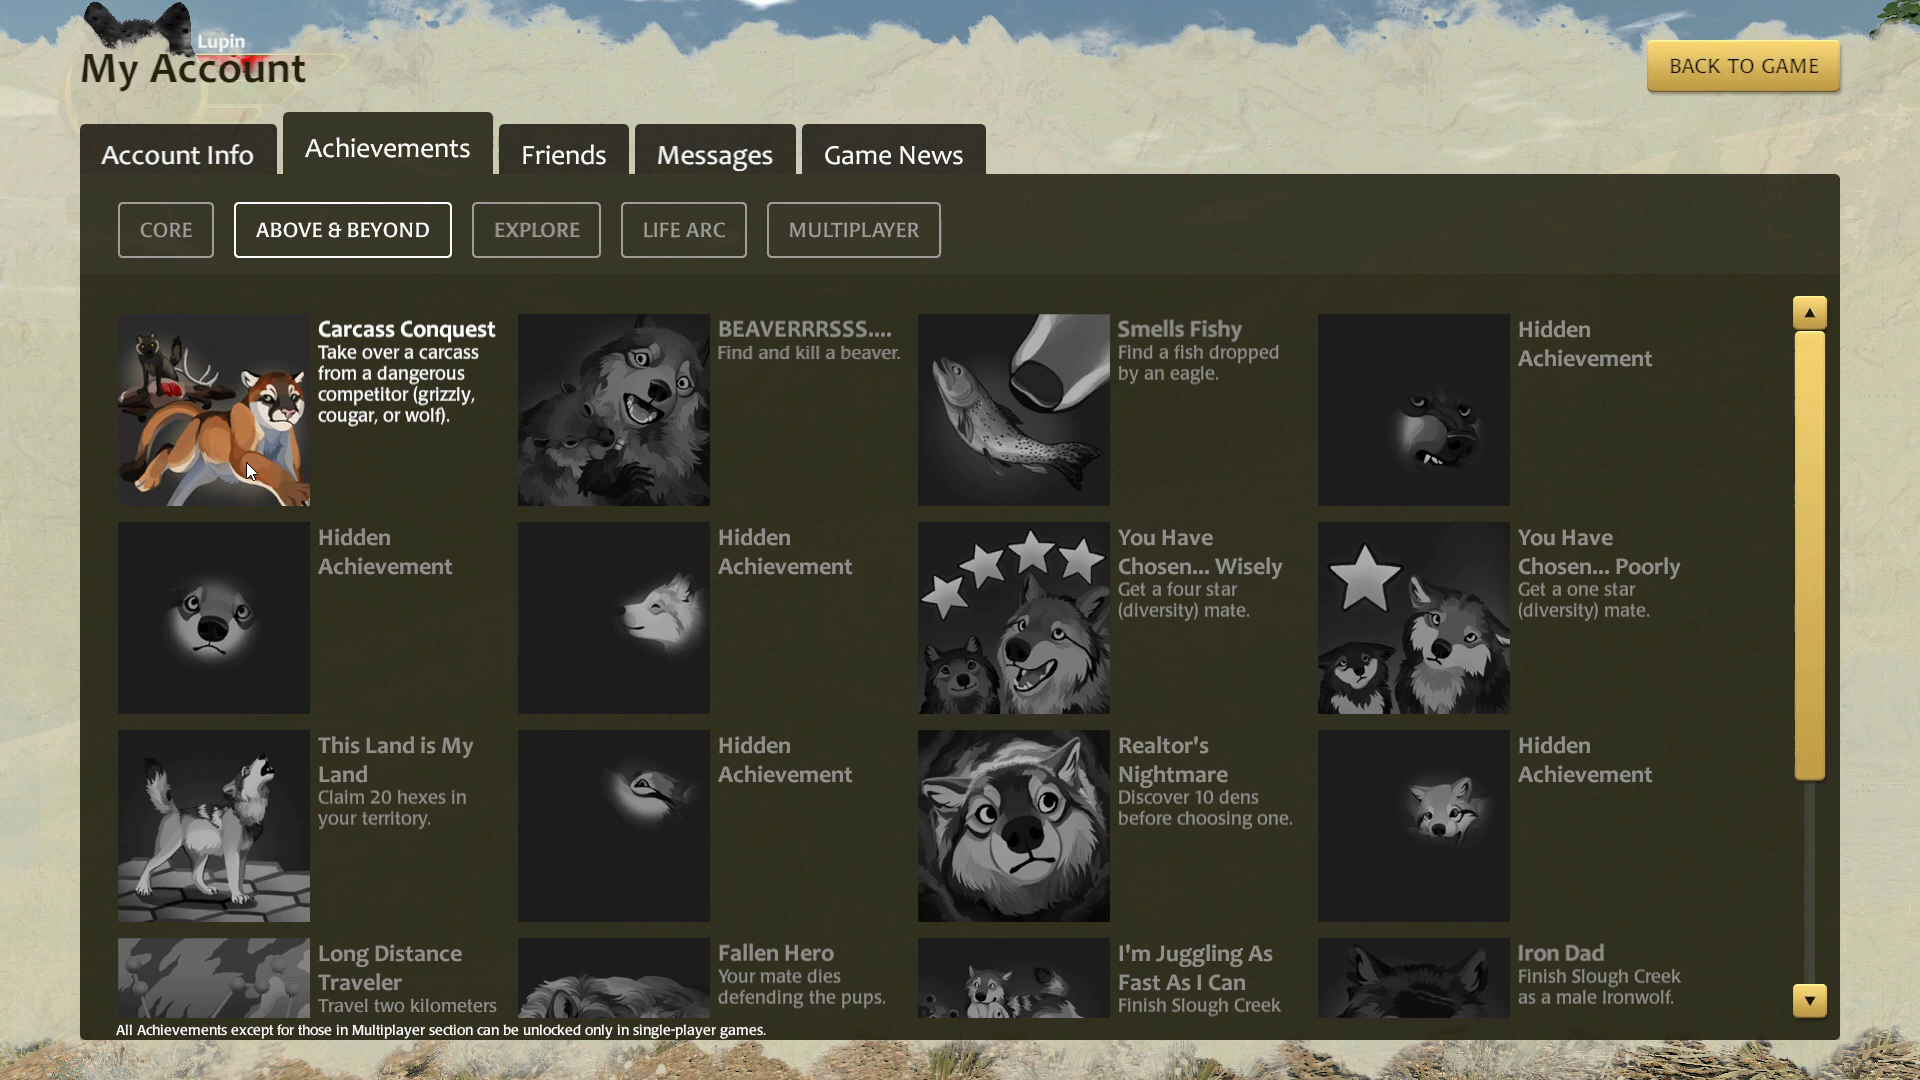 Lupin
My Account
BACK TO GAME
Account Info
Achievements
Friends
Messages
Game News
CORE
ABOVE & BEYOND
EXPLORE
LIFE ARC
MULTIPLAYER
Carcass Conquest
Take over a carcass
from a dangerous
competitor (grizzly,
cougar, or wolf).
BEAVERRRSSS....
Find and kill a beaver.
Smells Fishy
Find a fish dropped
by an eagle.
Hidden
Achievement
Hidden
Achievement
Hidden
Achievement
You Have
Chosen... Wisely
Get a four star
(diversity) mate.
You Have
Chosen... Poorly
Get a one star
(diversity) mate.
This Land is My
Land
Claim 20 hexes in
your territory.
Hidden
Achievement
Realtor's
Nightmare
Discover 10 dens
before choosing one.
Hidden
Achievement
Long Distance
Traveler
Travel two kilometers
Fallen Hero
Your mate dies
defending the pups.
I'm Juggling As
Fast As I Can
Finish Slough Creek
Iron Dad
Finish Slough Creek
as a male Ironwolf.
All Achievements except for those in Multiplayer section can be unlocked only in single-player games.